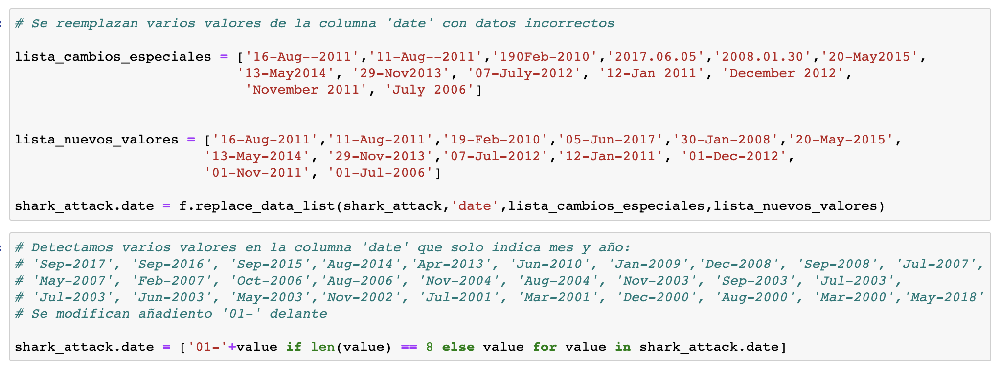 # Se reemplazan varios valores de la columna 'date' con datos incorrectos
lista_cambios_especiales = ['16-Aug--2011','11-Aug--2011','190Feb-2010','2017.06.05','2008.01.30','20-May2015',
'13-May2014', '29-Nov2013', '07-July-2012', '12-Jan 2011', 'December 2012',
'November 2011', 'July 2006']
lista_nuevos_valores = ['16-Aug-2011','11-Aug-2011','19-Feb-2010','05-Jun-2017','30-Jan-2008','20-May-2015',
'13-May-2014', '29-Nov-2013','07-Jul-2012','12-Jan-2011', '01-Dec-2012',
'01-Nov-2011', '01-Jul-2006']
shark_attack.date = f.replace_data_list(shark_attack,'date',lista_cambios_especiales,lista_nuevos_valores)
# Detectamos varios valores en la columna 'date' que solo indica mes y año:
# 'Sep-2017', 'Sep-2016', 'Sep-2015','Aug-2014','Apr-2013', 'Jun-2010', 'Jan-2009','Dec-2008', 'Sep-2008', 'Jul-2007',
# 'May-2007', 'Feb-2007', 'Oct-2006','Aug-2006', 'Nov-2004', 'Aug-2004', 'Nov-2003', 'Sep-2003', 'Jul-2003',
# 'Jul-2003', 'Jun-2003', 'May-2003','Nov-2002', 'Jul-2001', 'Mar-2001', 'Dec-2000', 'Aug-2000', 'Mar-2000','May-2018'
# Se modifican añadiento '01-' delante
shark_attack.date = ['01-'+value if len(value) == 8 else value for value in shark_attack.date]